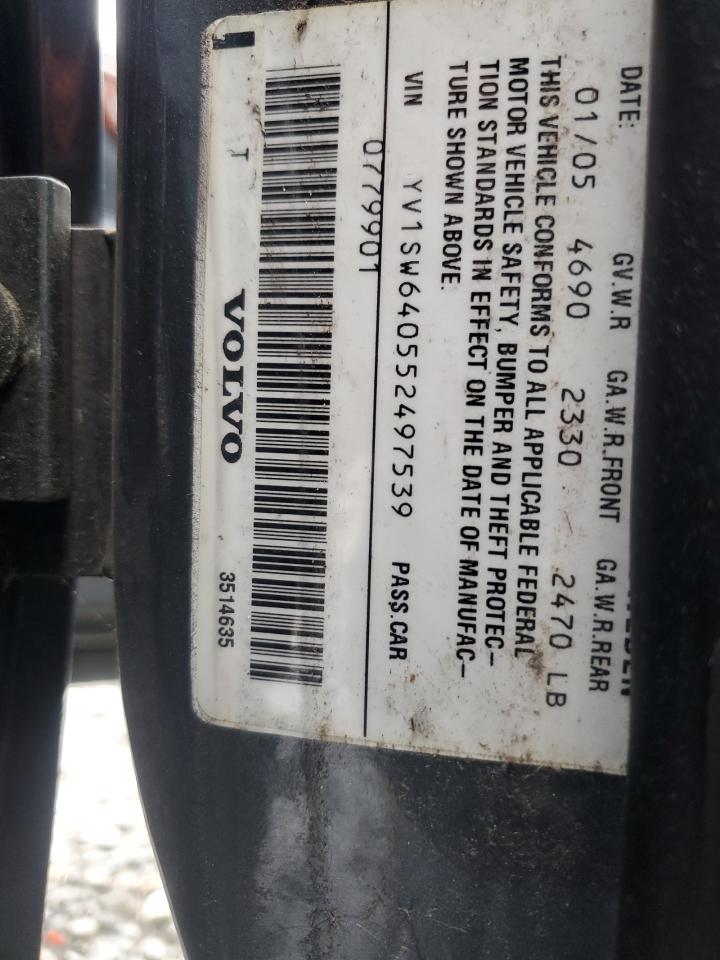 DATE: GV.W.R GA.W.R.FRONT GA.W.R.REAR
01/05 4690 2330 2470 LB
THIS VEHICLE CONFORMS TO ALL APPLICABLE FEDERAL
MOTOR VEHICLE SAFETY, BUMPER AND THEFT PROTEC–
TION STANDARDS IN EFFECT ON THE DATE OF MANUFAC–
TURE SHOWN ABOVE.
VIN YV1SW640552497539 PASS.CAR
0779901
T VOLVO 3514635